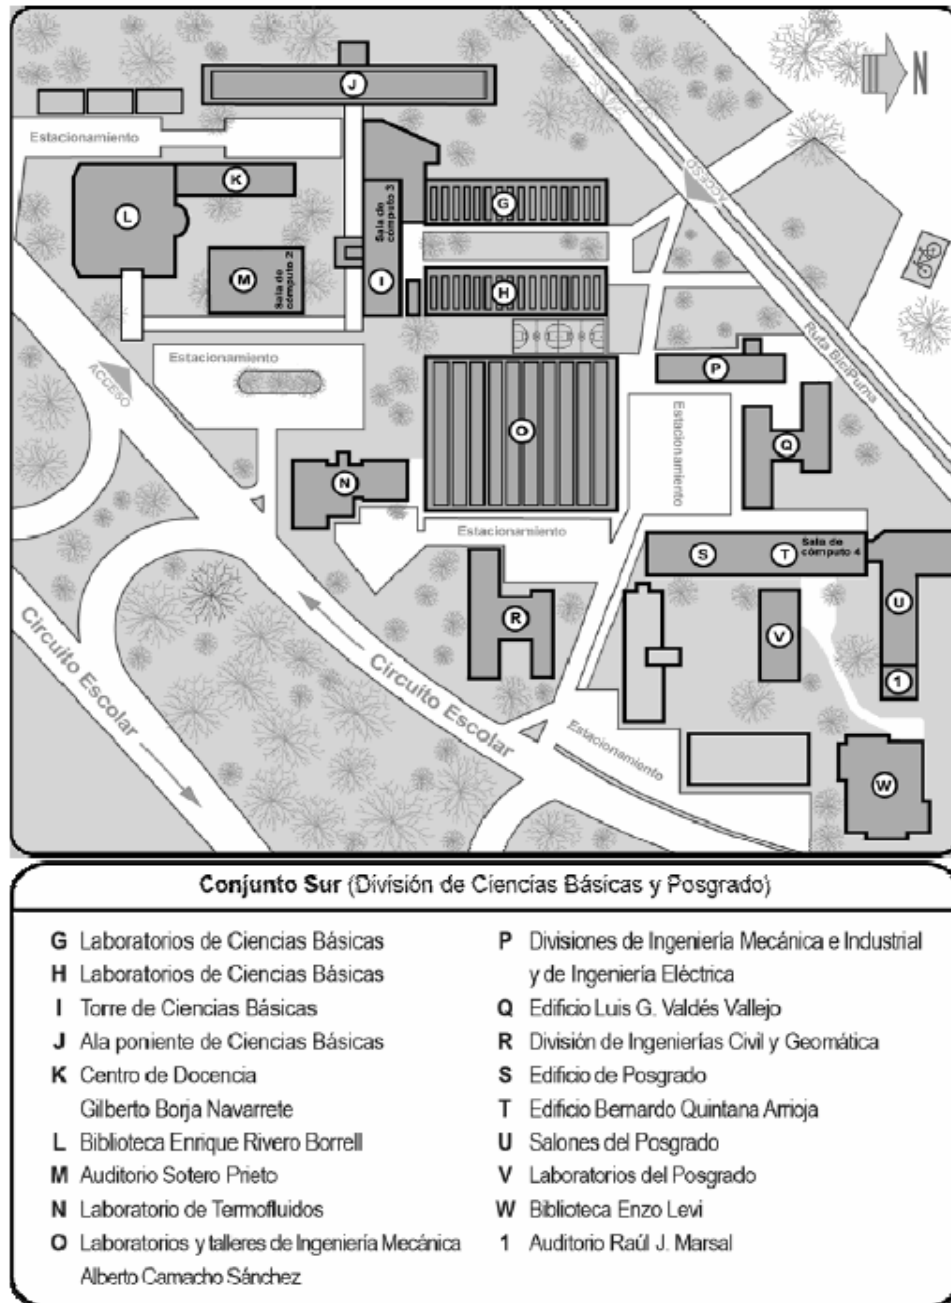 N
J
Estacionamiento
ACCESO
K
Sala de
cómputo 3
G
L
M
Sala de
cómputo 2
I
H
Ruta BiciPuma
Estacionamiento
ACCESO
P
O
Estacionamiento
Q
N
Estacionamiento
S
T
Sala de
cómputo 4
U
R
V
1
Circuito Escolar
Circuito Escolar
Estacionamiento
W
Conjunto Sur (División de Ciencias Básicas y Posgrado)
G Laboratorios de Ciencias Básicas
H Laboratorios de Ciencias Básicas
I Torre de Ciencias Básicas
J Ala poniente de Ciencias Básicas
K Centro de Docencia
Gilberto Borja Navarrete
L Biblioteca Enrique Rivero Borrell
M Auditorio Sotero Prieto
N Laboratorio de Termofluidos
O Laboratorios y talleres de Ingeniería Mecánica
Alberto Camacho Sánchez
P Divisiones de Ingeniería Mecánica e Industrial
y de Ingeniería Eléctrica
Q Edificio Luis G. Valdés Vallejo
R División de Ingenierías Civil y Geomática
S Edificio de Posgrado
T Edificio Bernardo Quintana Arrioja
U Salones del Posgrado
V Laboratorios del Posgrado
W Biblioteca Enzo Levi
1 Auditorio Raúl J. Marsal